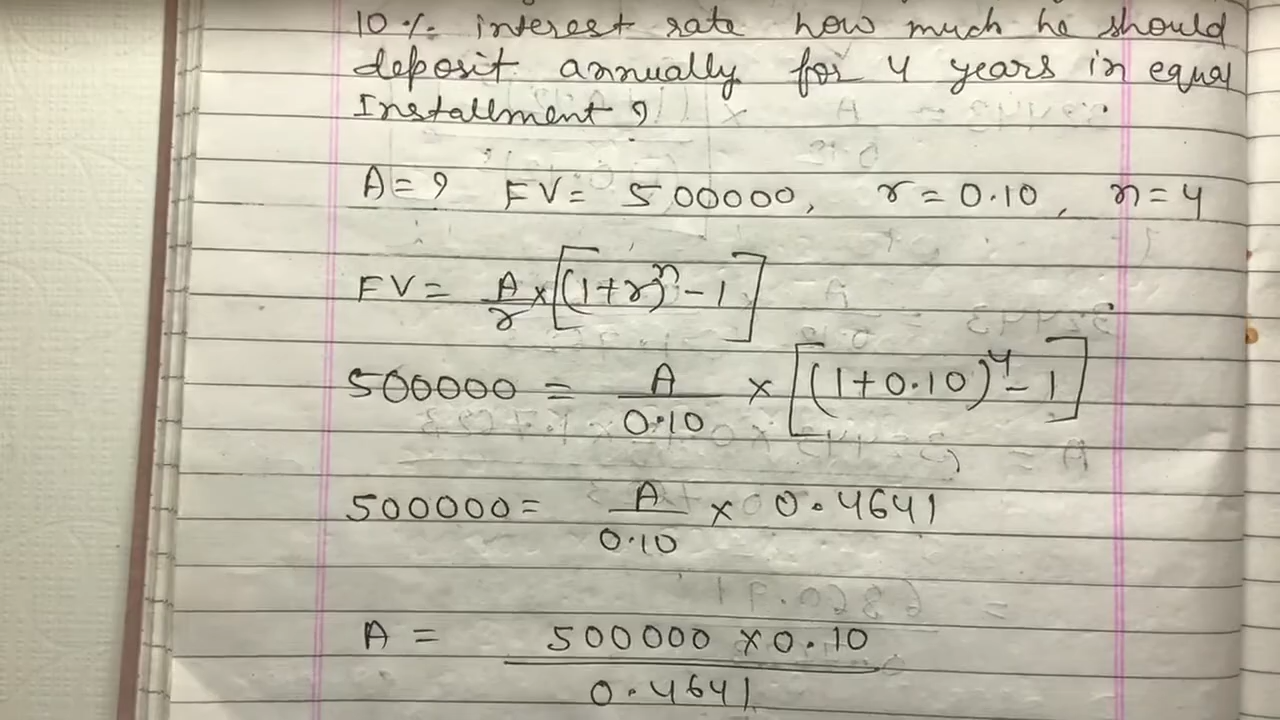 10% interest rate how much he should
deposit annually for 4 years in equal
Installment ?
A = ? FV = 500000, r = 0.10, n = 4
FV = A/r × [(1+r)^n - 1]
500000 = A/0.10 × [(1+0.10)^4 - 1]
500000 = A/0.10 × 0.4641
A = 500000 × 0.10 / 0.4641